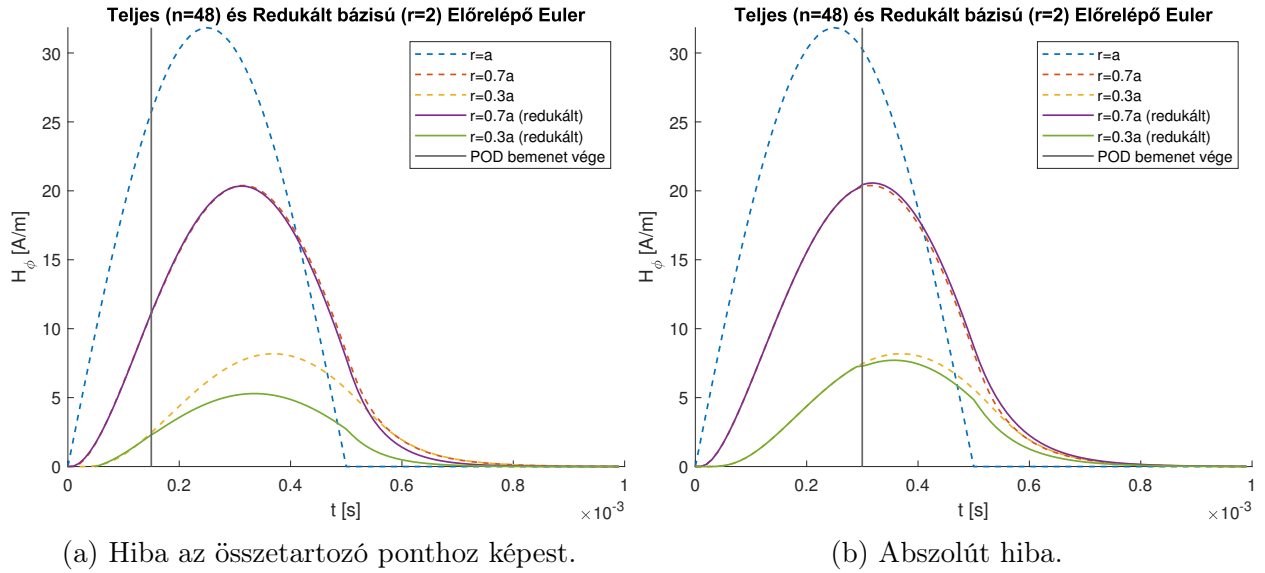 Teljes (n=48) és Redukált bázisú (r=2) Előrelépő Euler
30
25
20
15
10
5
0
H_ϕ [A/m]
r=a
r=0.7a
r=0.3a
r=0.7a (redukált)
r=0.3a (redukált)
POD bemenet vége
0 0.2 0.4 0.6 0.8 1
t [s]
×10⁻³
(a) Hiba az összetartozó ponthoz képest.
Teljes (n=48) és Redukált bázisú (r=2) Előrelépő Euler
30
25
20
15
10
5
0
H_ϕ [A/m]
r=a
r=0.7a
r=0.3a
r=0.7a (redukált)
r=0.3a (redukált)
POD bemenet vége
0 0.2 0.4 0.6 0.8 1
t [s]
×10⁻³
(b) Abszolút hiba.